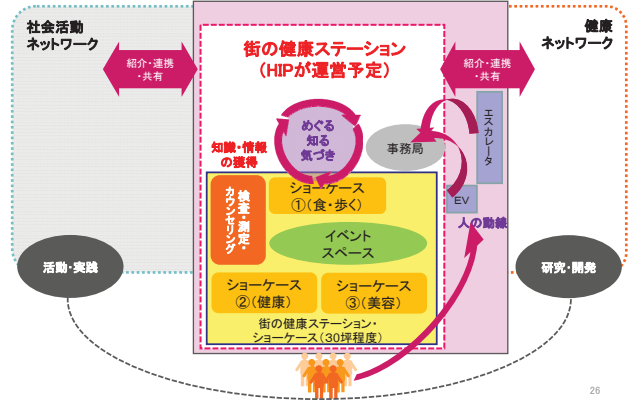 社会活動
ネットワーク
健康
ネットワーク
街の健康ステーション
（HIPが運営予定）
紹介・連携
・共有
紹介・連携
・共有
めぐる
知る
気づき
知識・情報
の獲得
事務局
エスカレータ
EV
人の動線
検査・測定・
カウンセリング
ショーケース
①（食・歩く）
イベント
スペース
ショーケース
②（健康）
ショーケース
③（美容）
街の健康ステーション・
ショーケース（30坪程度）
活動・実践
研究・開発
26